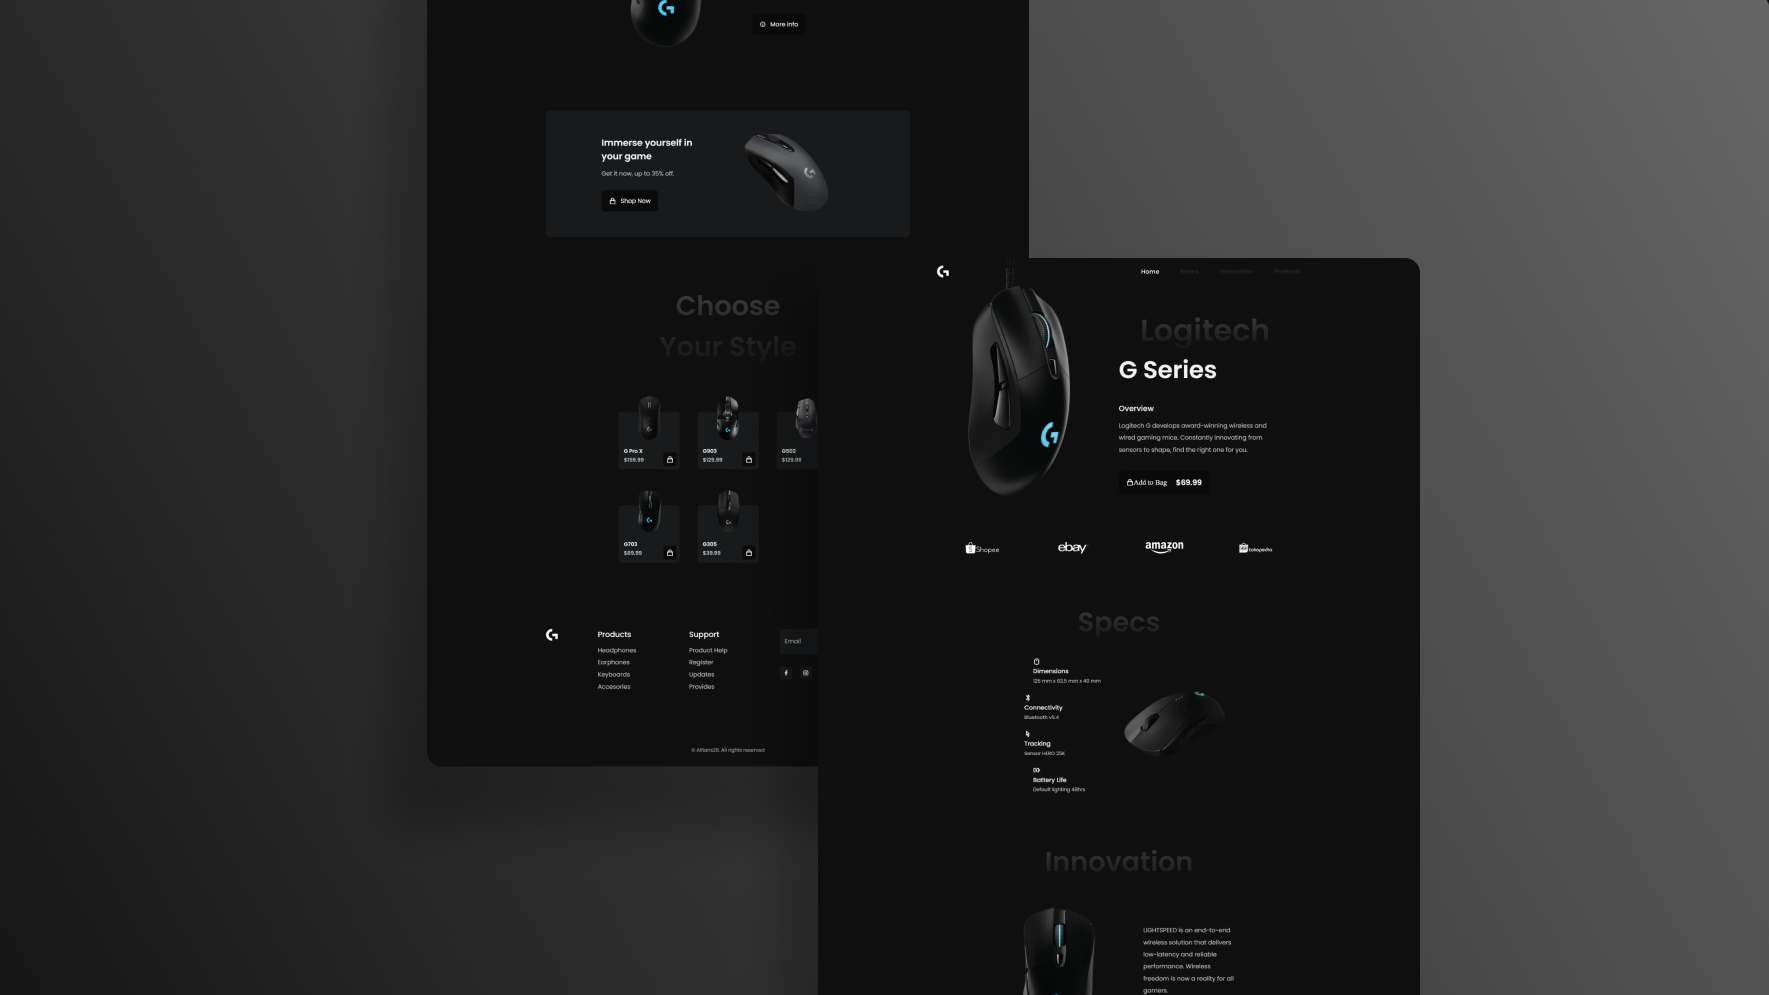 More Info
Immerse yourself in
your game
Get it now, up to 35% off.
Shop Now
Choose
Your Style
G Pro X
$159.99
G903
$129.99
G502
$129.99
G703
$89.99
G305
$39.99
Products
Headphones
Earphones
Keyboards
Accesories
Support
Product Help
Register
Updates
Provides
Email
© Alfians29. All rights reserved
Home Specs Innovation Products
Logitech
G Series
Overview
Logitech G develops award-winning wireless and
wired gaming mice. Constantly innovating from
sensors to shape, find the right one for you.
Add to Bag $69.99
Shopee
ebay
amazon
tokopedia
Specs
Dimensions
125 mm x 63.5 mm x 40 mm
Connectivity
Bluetooth v5.4
Tracking
Sensor HERO 25K
Battery Life
Default lighting 48hrs
Innovation
LIGHTSPEED is an end-to-end
wireless solution that delivers
low-latency and reliable
performance. Wireless
freedom is now a reality for all
gamers.